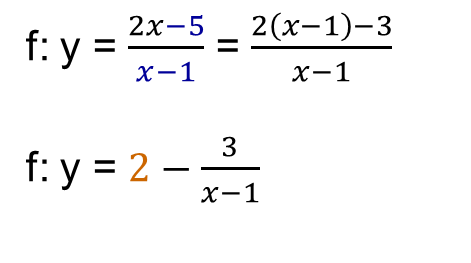 f: y = (2x−5)/(x−1) = (2(x−1)−3)/(x−1)
f: y = 2 − 3/(x−1)